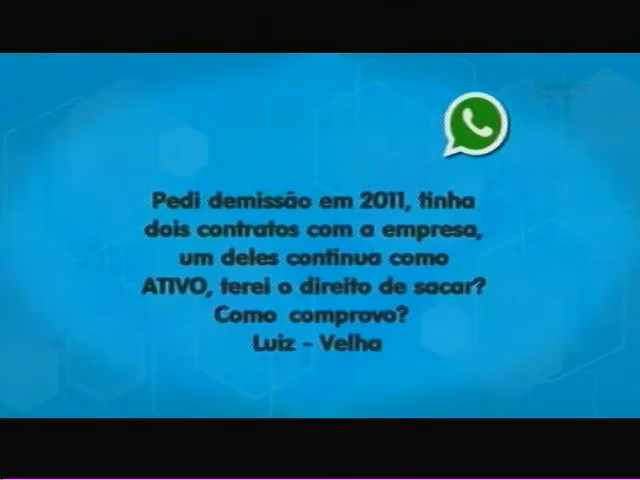 Pedi demissão em 2011, tinha
dois contratos com a empresa,
um deles continua como
ATIVO, terei o direito de sacar?
Como comprovo?
Luiz - Velha